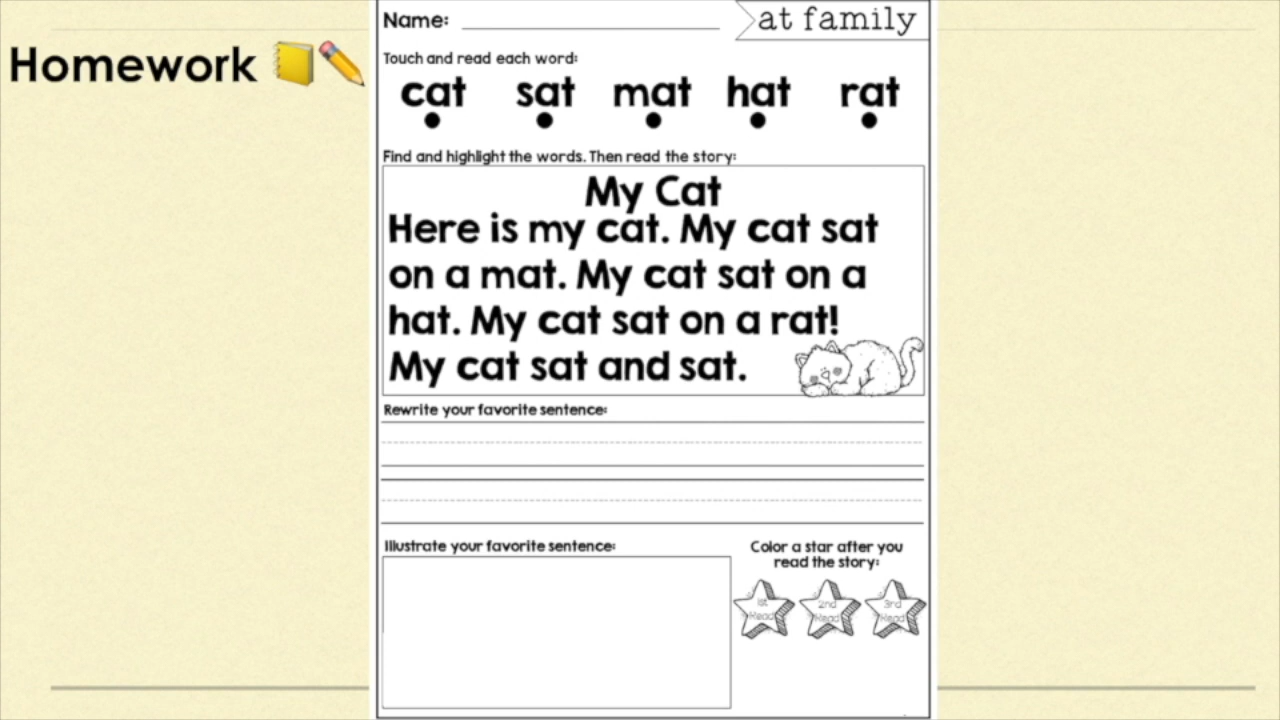 Homework
Name:
at family
Touch and read each word:
cat sat mat hat rat
Find and highlight the words. Then read the story:
My Cat
Here is my cat. My cat sat
on a mat. My cat sat on a
hat. My cat sat on a rat!
My cat sat and sat.
Rewrite your favorite sentence:
Illustrate your favorite sentence:
Color a star after you
read the story:
1st
Read
2nd
Read
3rd
Read